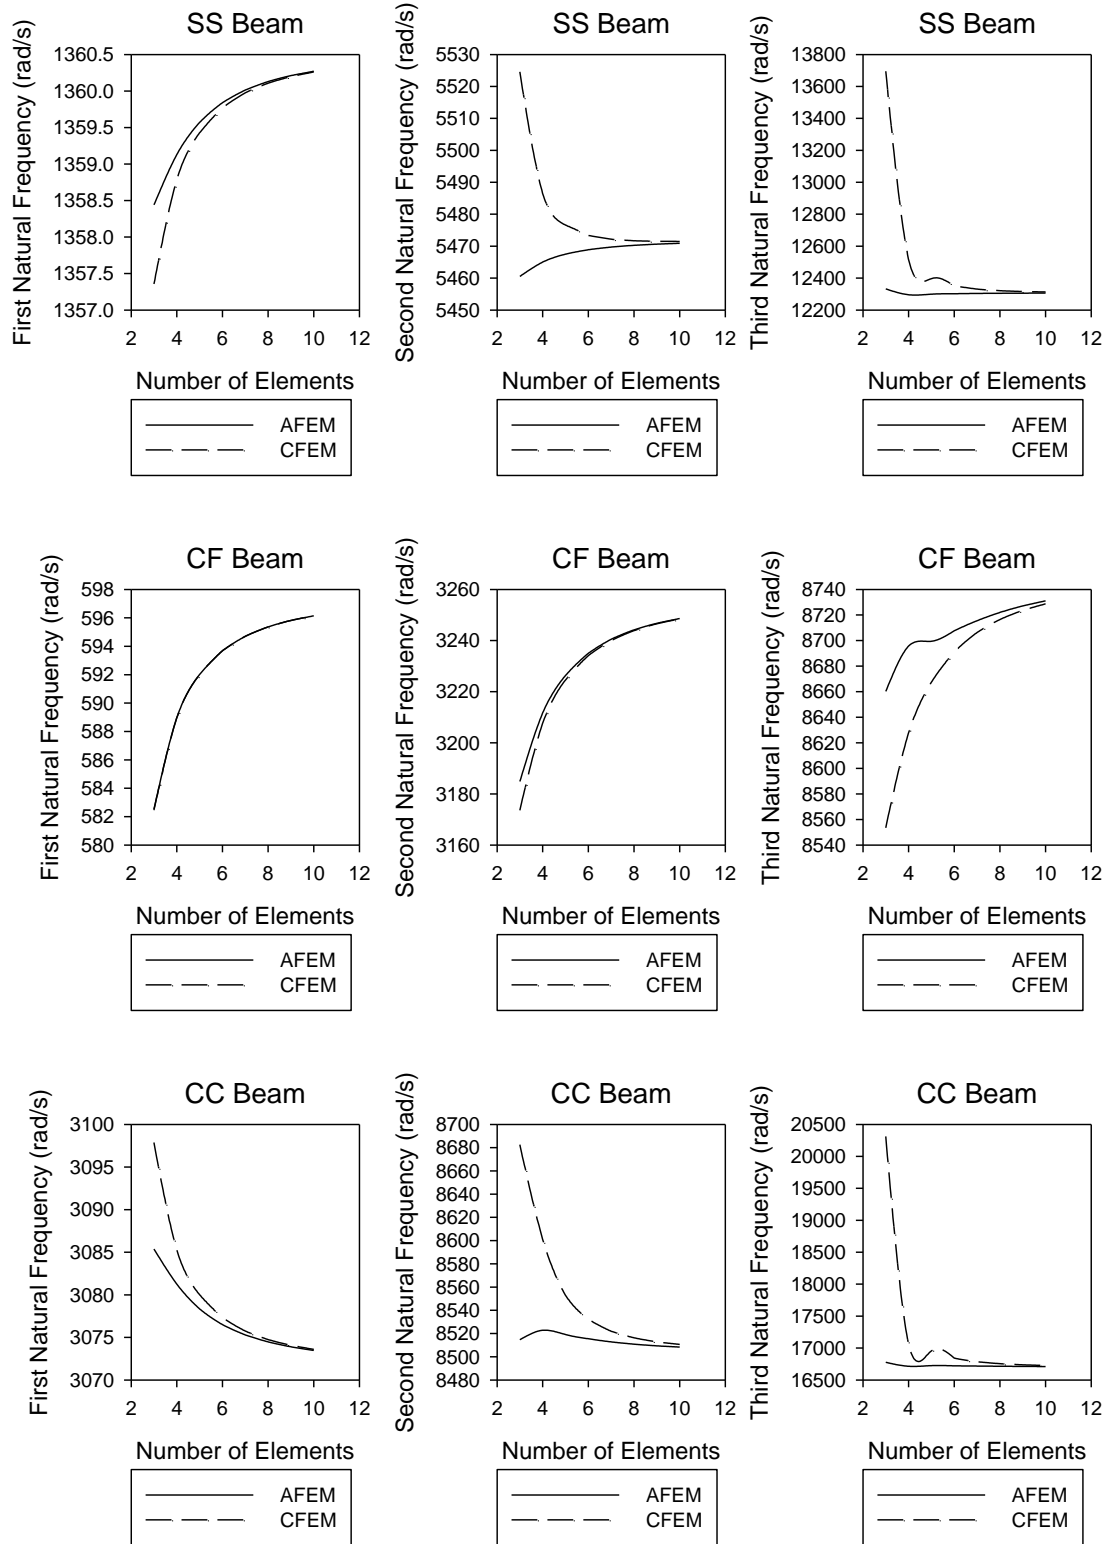 SS Beam
First Natural Frequency (rad/s)
1360.5
1360.0
1359.5
1359.0
1358.5
1358.0
1357.5
1357.0
2 4 6 8 10 12
Number of Elements
AFEM
CFEM
SS Beam
Second Natural Frequency (rad/s)
5530
5520
5510
5500
5490
5480
5470
5460
5450
2 4 6 8 10 12
Number of Elements
AFEM
CFEM
SS Beam
Third Natural Frequency (rad/s)
13800
13600
13400
13200
13000
12800
12600
12400
12200
2 4 6 8 10 12
Number of Elements
AFEM
CFEM
CF Beam
First Natural Frequency (rad/s)
598
596
594
592
590
588
586
584
582
580
2 4 6 8 10 12
Number of Elements
AFEM
CFEM
CF Beam
Second Natural Frequency (rad/s)
3260
3240
3220
3200
3180
3160
2 4 6 8 10 12
Number of Elements
AFEM
CFEM
CF Beam
Third Natural Frequency (rad/s)
8740
8720
8700
8680
8660
8640
8620
8600
8580
8560
8540
2 4 6 8 10 12
Number of Elements
AFEM
CFEM
CC Beam
First Natural Frequency (rad/s)
3100
3095
3090
3085
3080
3075
3070
2 4 6 8 10 12
Number of Elements
AFEM
CFEM
CC Beam
Second Natural Frequency (rad/s)
8700
8680
8660
8640
8620
8600
8580
8560
8540
8520
8500
8480
2 4 6 8 10 12
Number of Elements
AFEM
CFEM
CC Beam
Third Natural Frequency (rad/s)
20500
20000
19500
19000
18500
18000
17500
17000
16500
2 4 6 8 10 12
Number of Elements
AFEM
CFEM